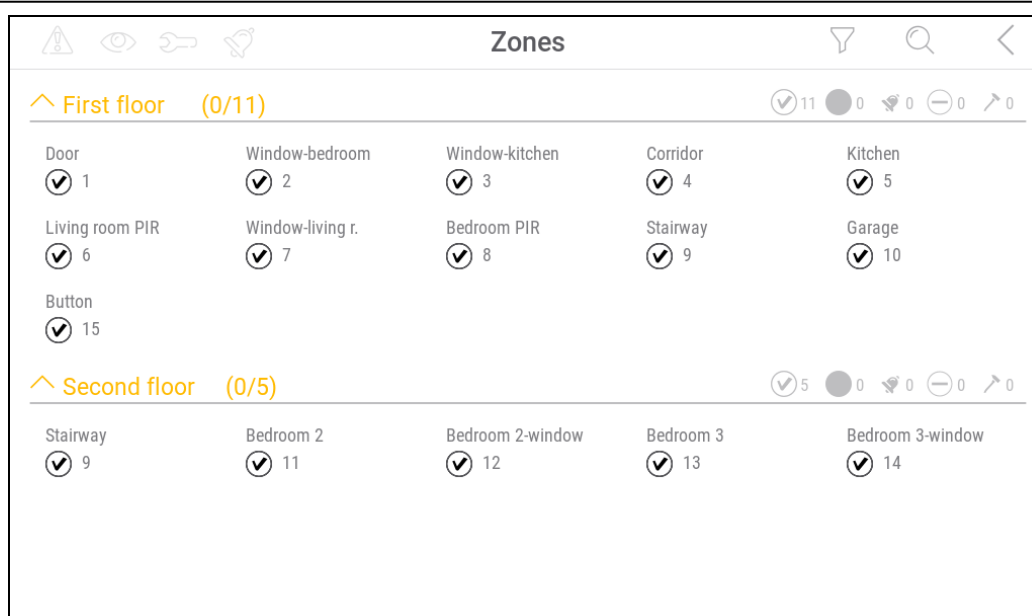 Zones
First floor (0/11) 11 0 0 0 0
Door Window-bedroom Window-kitchen Corridor Kitchen
1 2 3 4 5
Living room PIR Window-living r. Bedroom PIR Stairway Garage
6 7 8 9 10
Button
15
Second floor (0/5) 5 0 0 0 0
Stairway Bedroom 2 Bedroom 2-window Bedroom 3 Bedroom 3-window
9 11 12 13 14